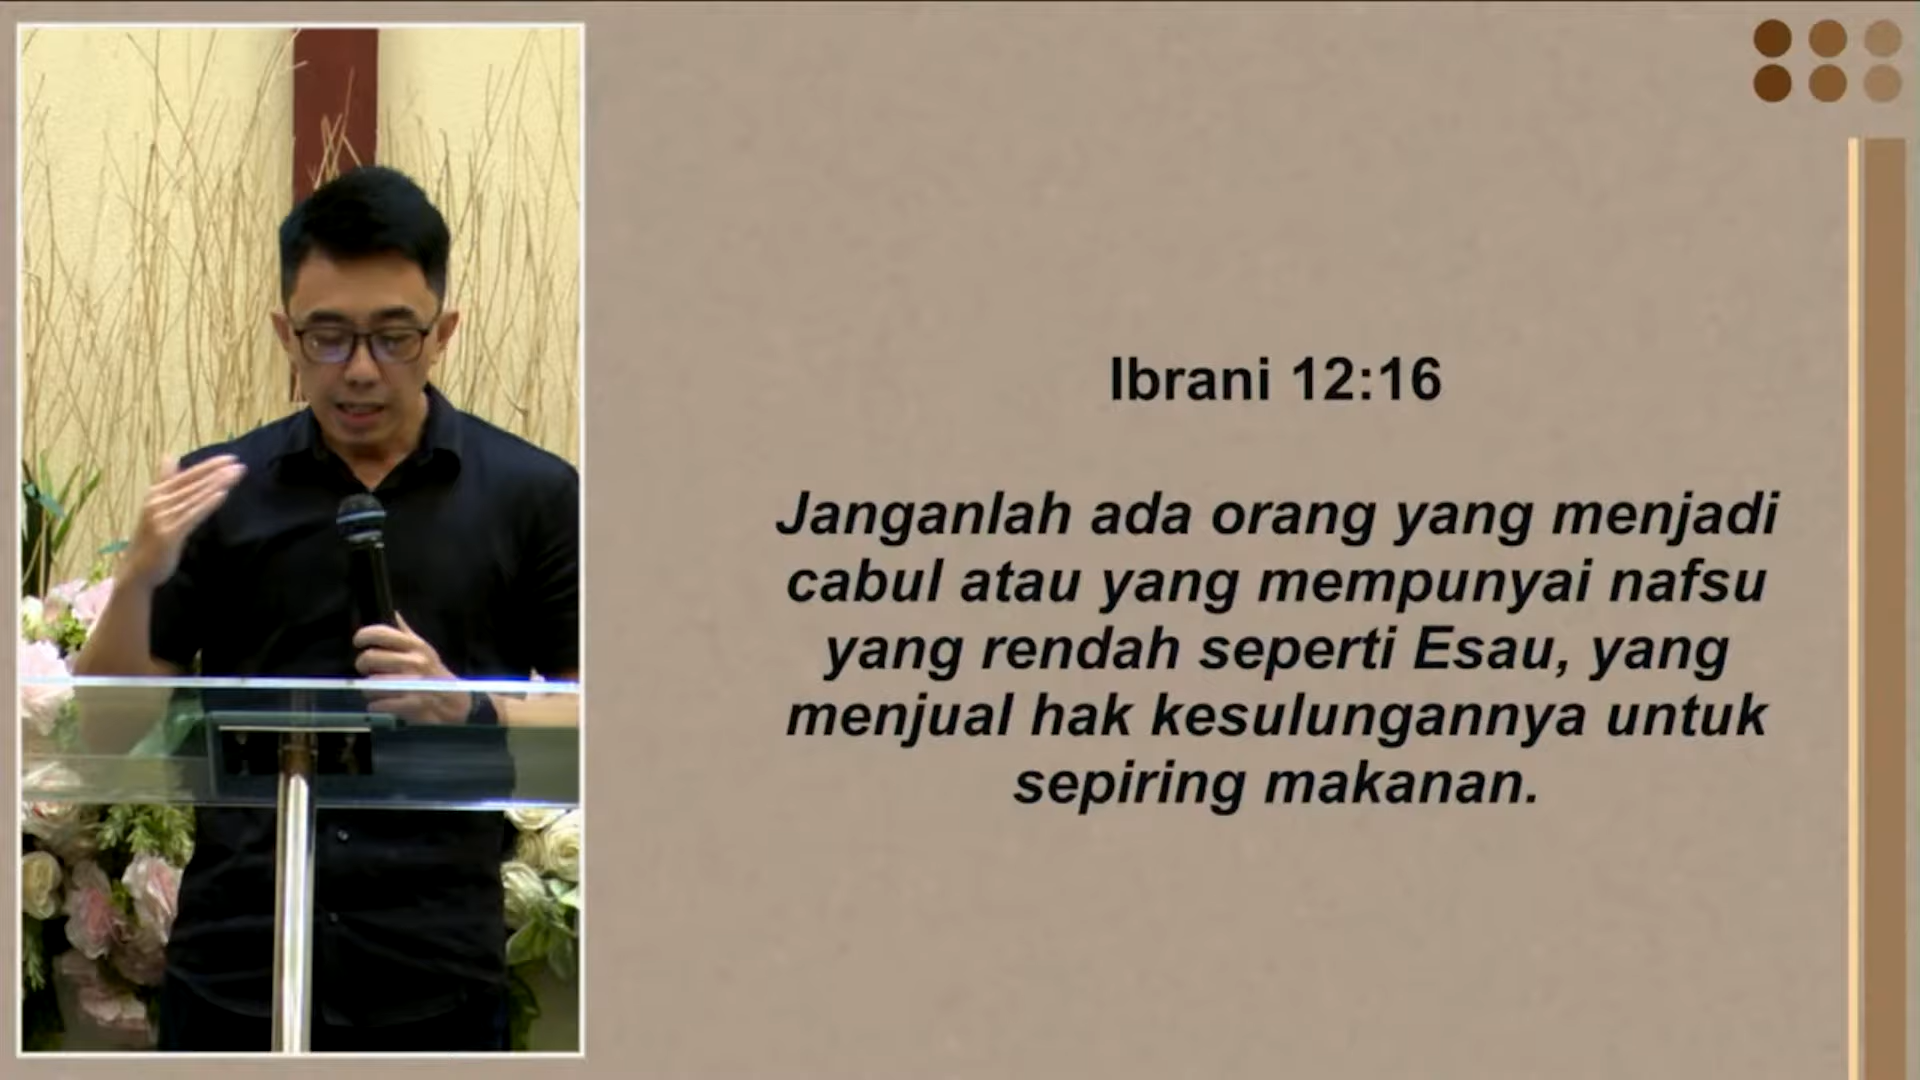 Ibrani 12:16
Janganlah ada orang yang menjadi
cabul atau yang mempunyai nafsu
yang rendah seperti Esau, yang
menjual hak kesulungannya untuk
sepiring makanan.